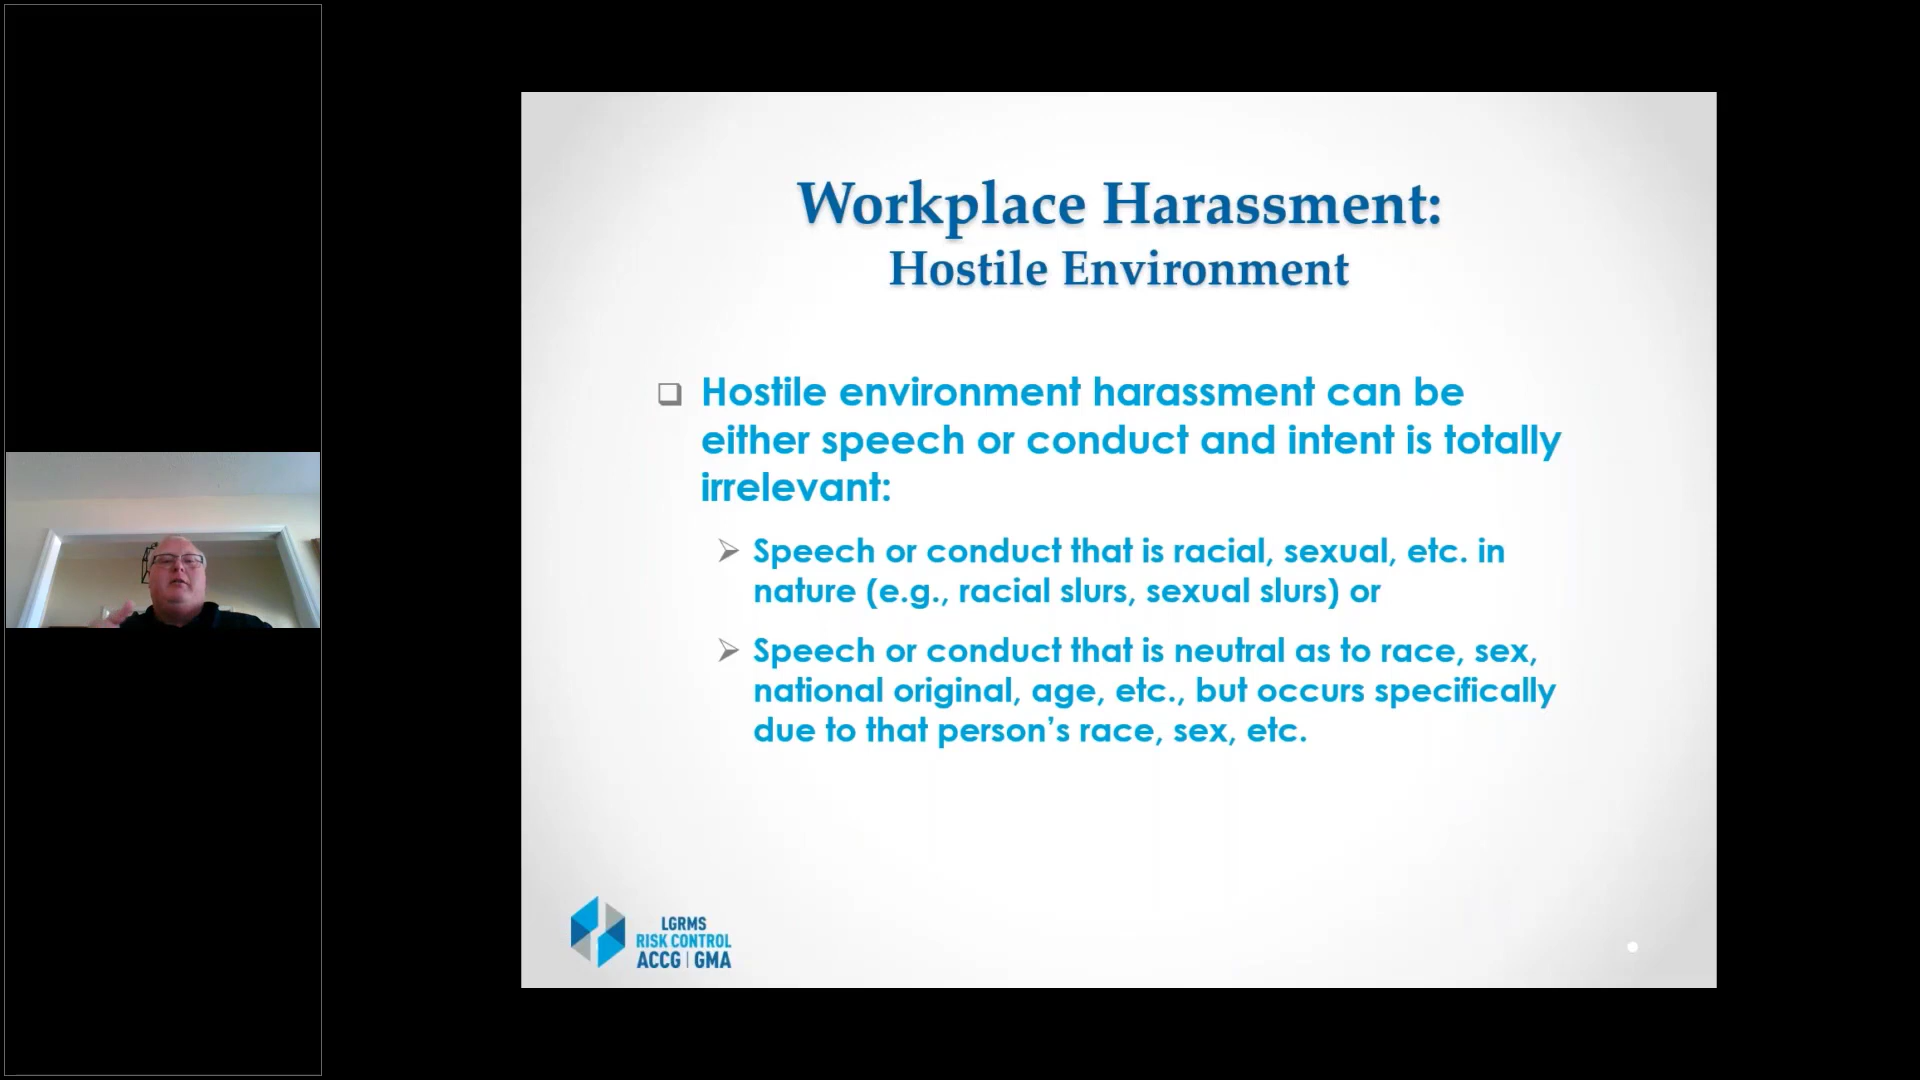 Workplace Harassment:
Hostile Environment
Hostile environment harassment can be
either speech or conduct and intent is totally
irrelevant:
Speech or conduct that is racial, sexual, etc. in
nature (e.g., racial slurs, sexual slurs) or
Speech or conduct that is neutral as to race, sex,
national original, age, etc., but occurs specifically
due to that person’s race, sex, etc.
LGRMS
RISK CONTROL
ACCG | GMA